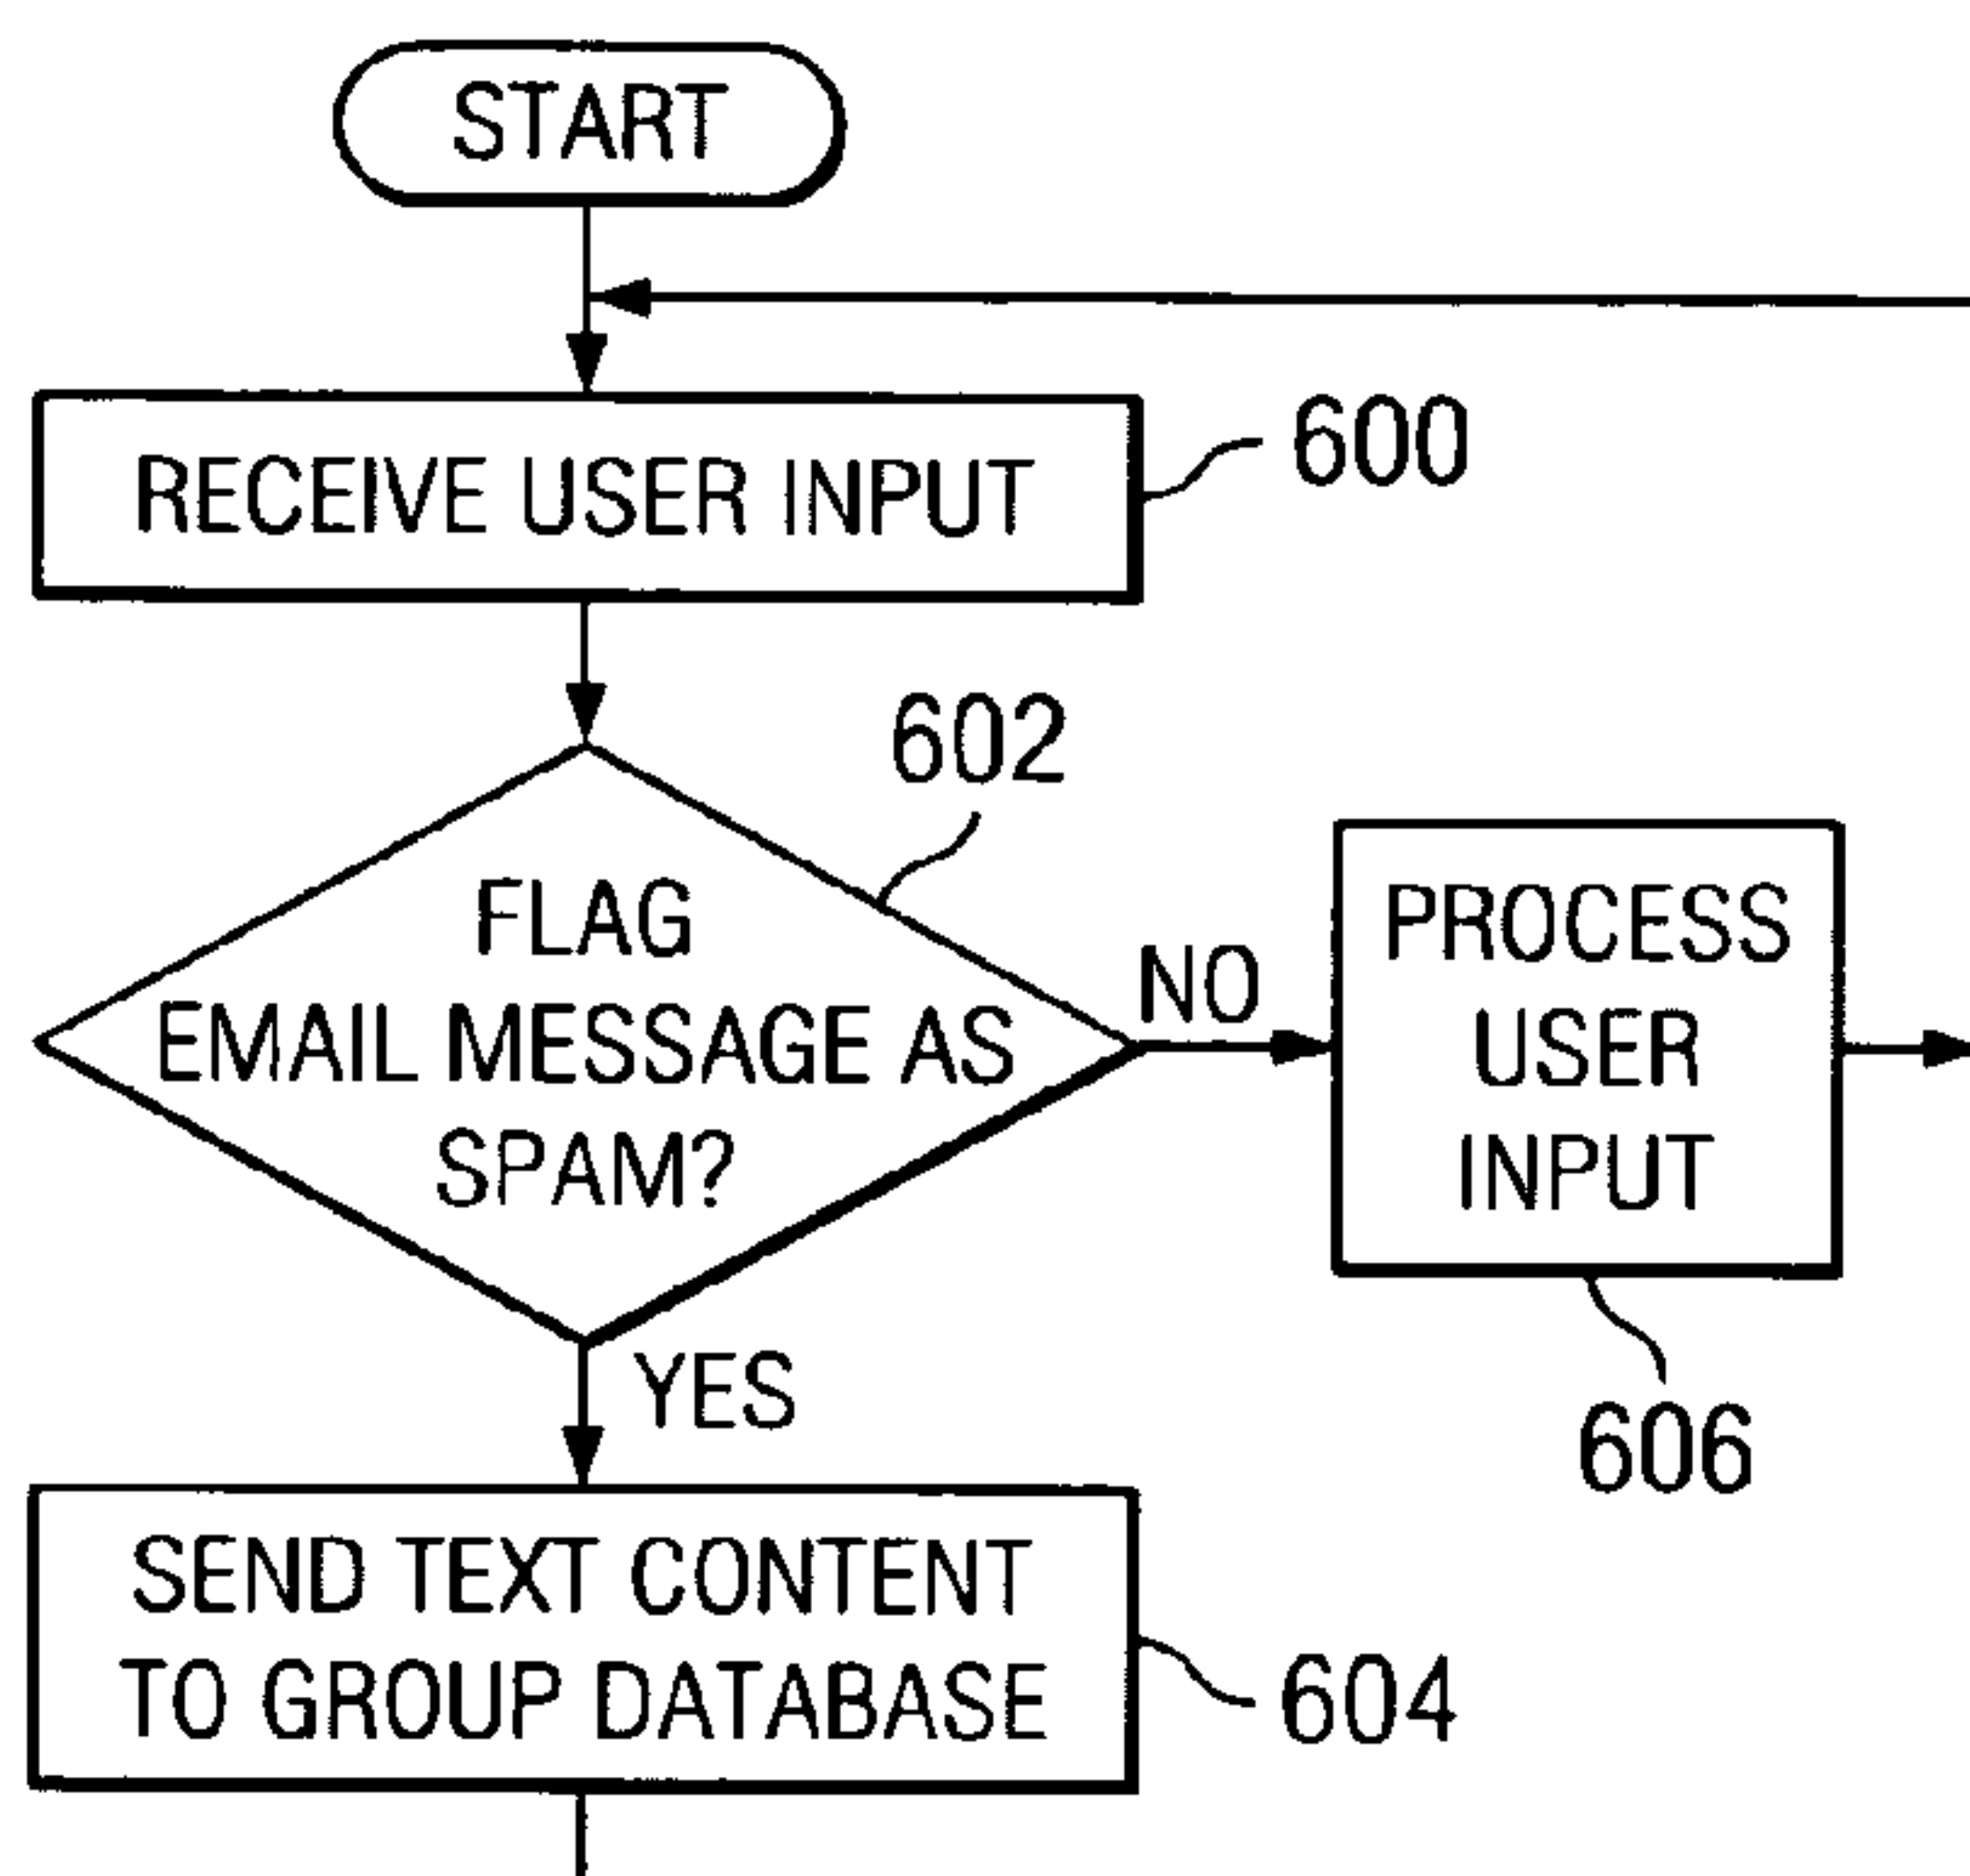 START
RECEIVE USER INPUT
600
602
FLAG
EMAIL MESSAGE AS
SPAM?
NO
PROCESS
USER
INPUT
606
YES
SEND TEXT CONTENT
TO GROUP DATABASE
604